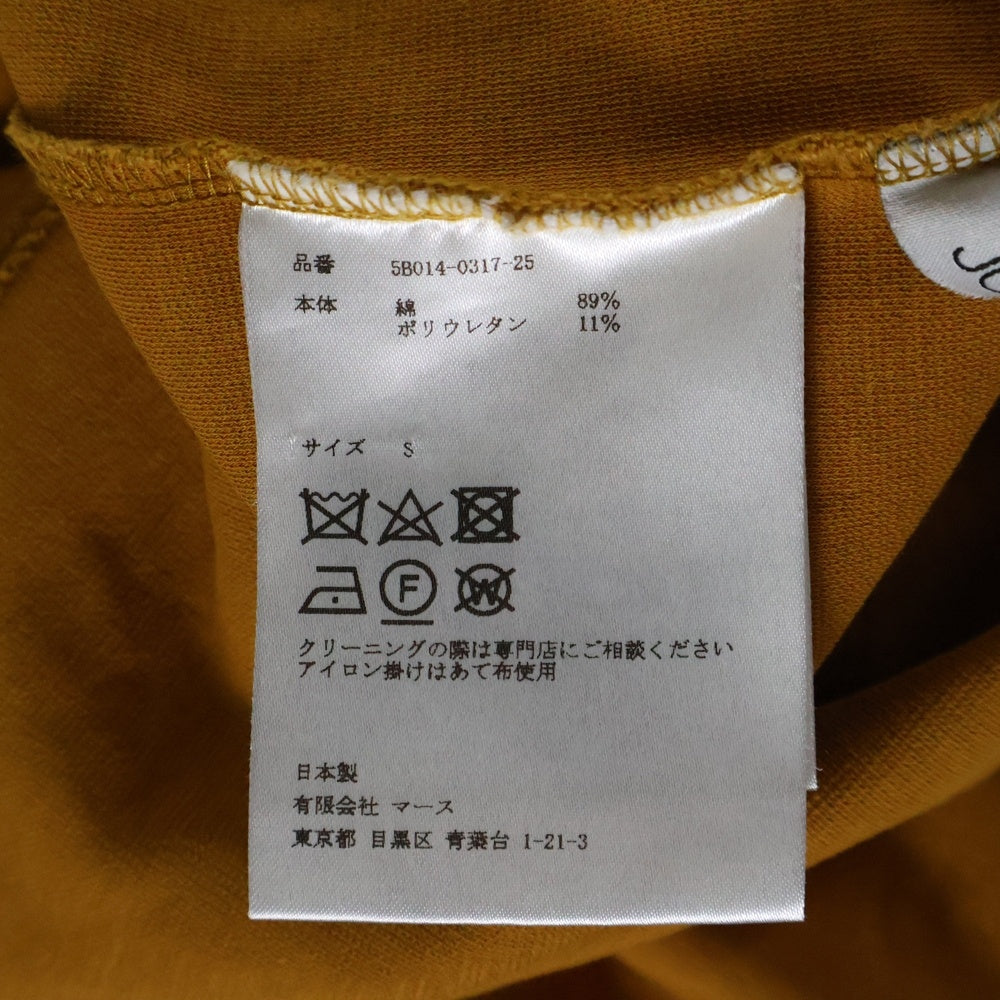 品番 5B014-0317-25
本体 綿 89%
ポリウレタン 11%
サイズ S
F
W
クリーニングの際は専門店にご相談ください
アイロン掛けはあて布使用
日本製
有限会社 マース
東京都 目黒区 青葉台 1-21-3